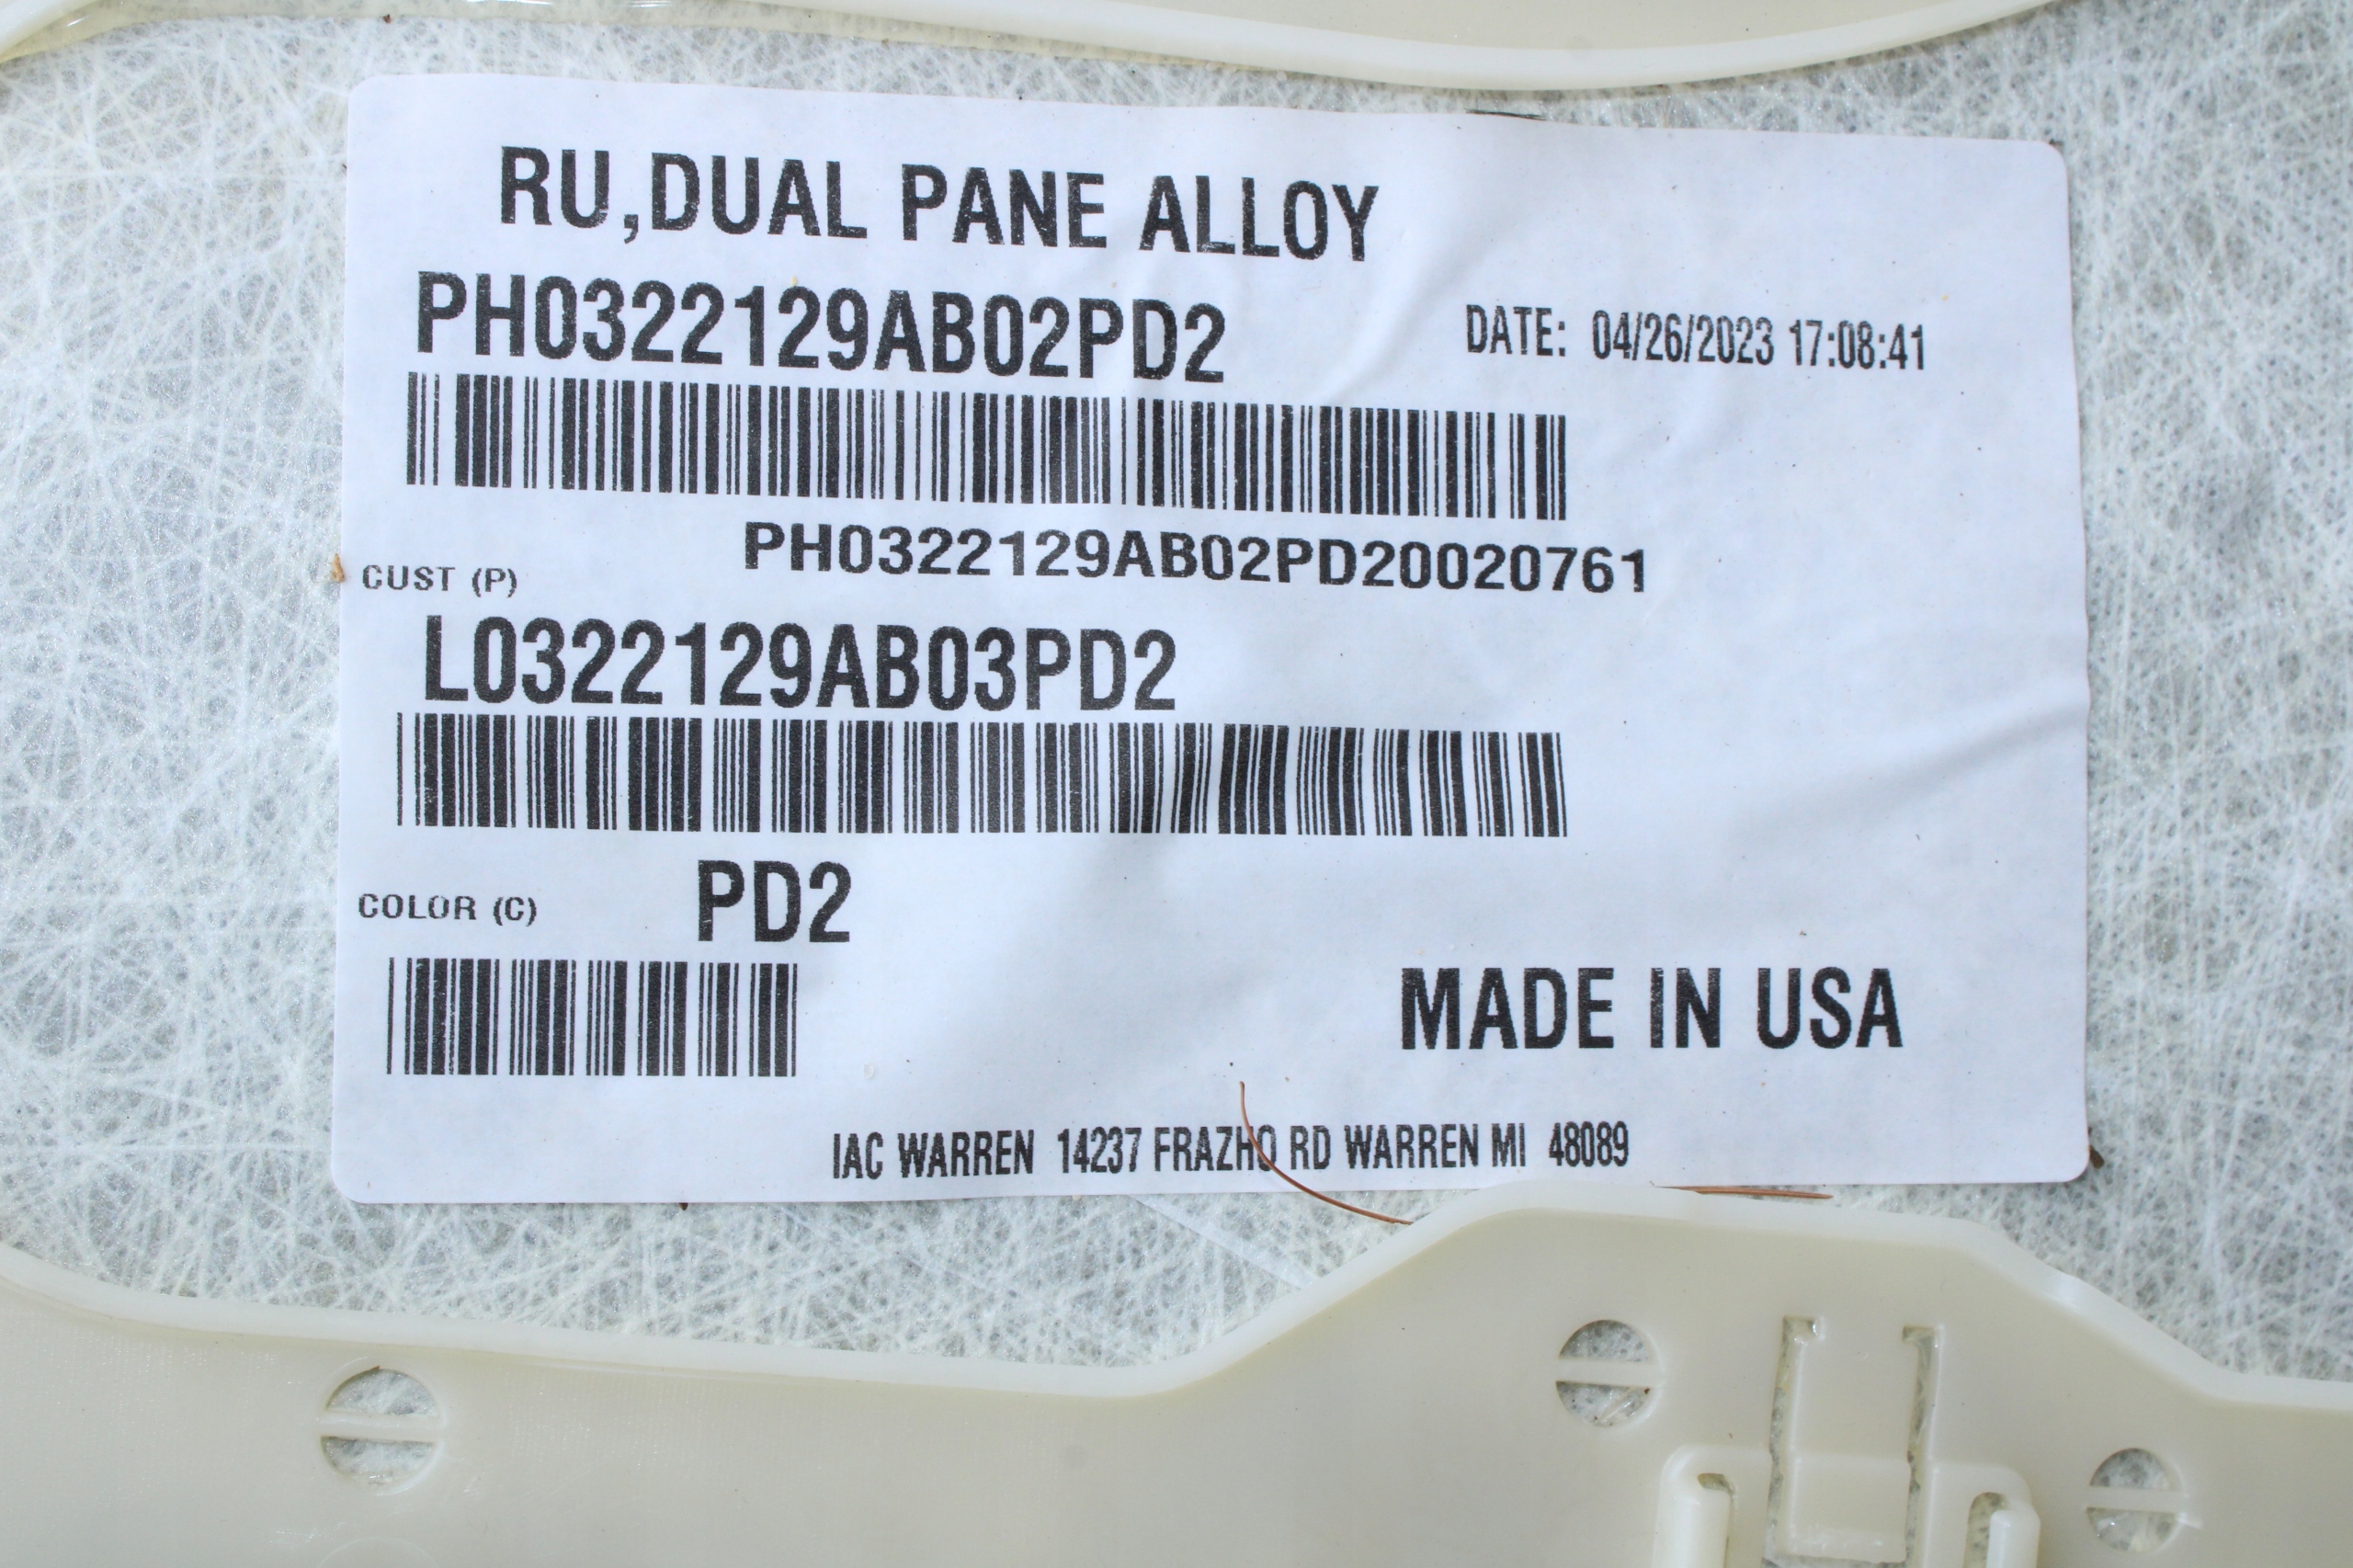 RU,DUAL PANE ALLOY
PH0322129AB02PD2
DATE: 04/26/2023 17:08:41
PH0322129AB02PD20020761
CUST (P)
L0322129AB03PD2
COLOR (C)
PD2
MADE IN USA
IAC WARREN 14237 FRAZHO RD WARREN MI 48089